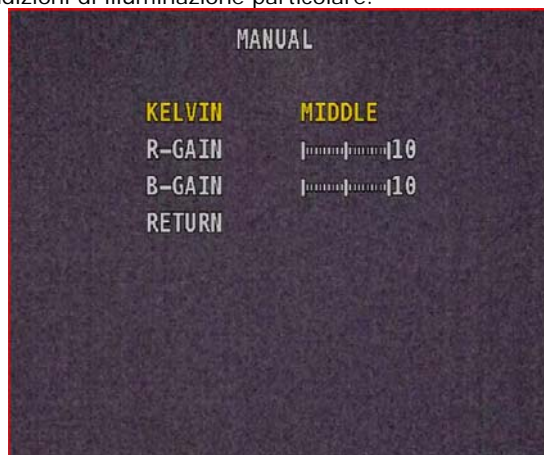 dizioni di illuminazione particolare.
MANUAL
KELVIN MIDDLE
R-GAIN 10
B-GAIN 10
RETURN